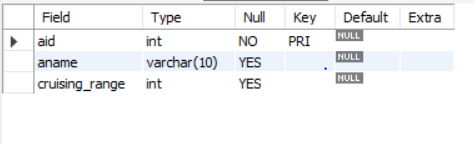 Field Type Null Key Default Extra
aid int NO PRI NULL
aname varchar(10) YES NULL
cruising_range int YES NULL